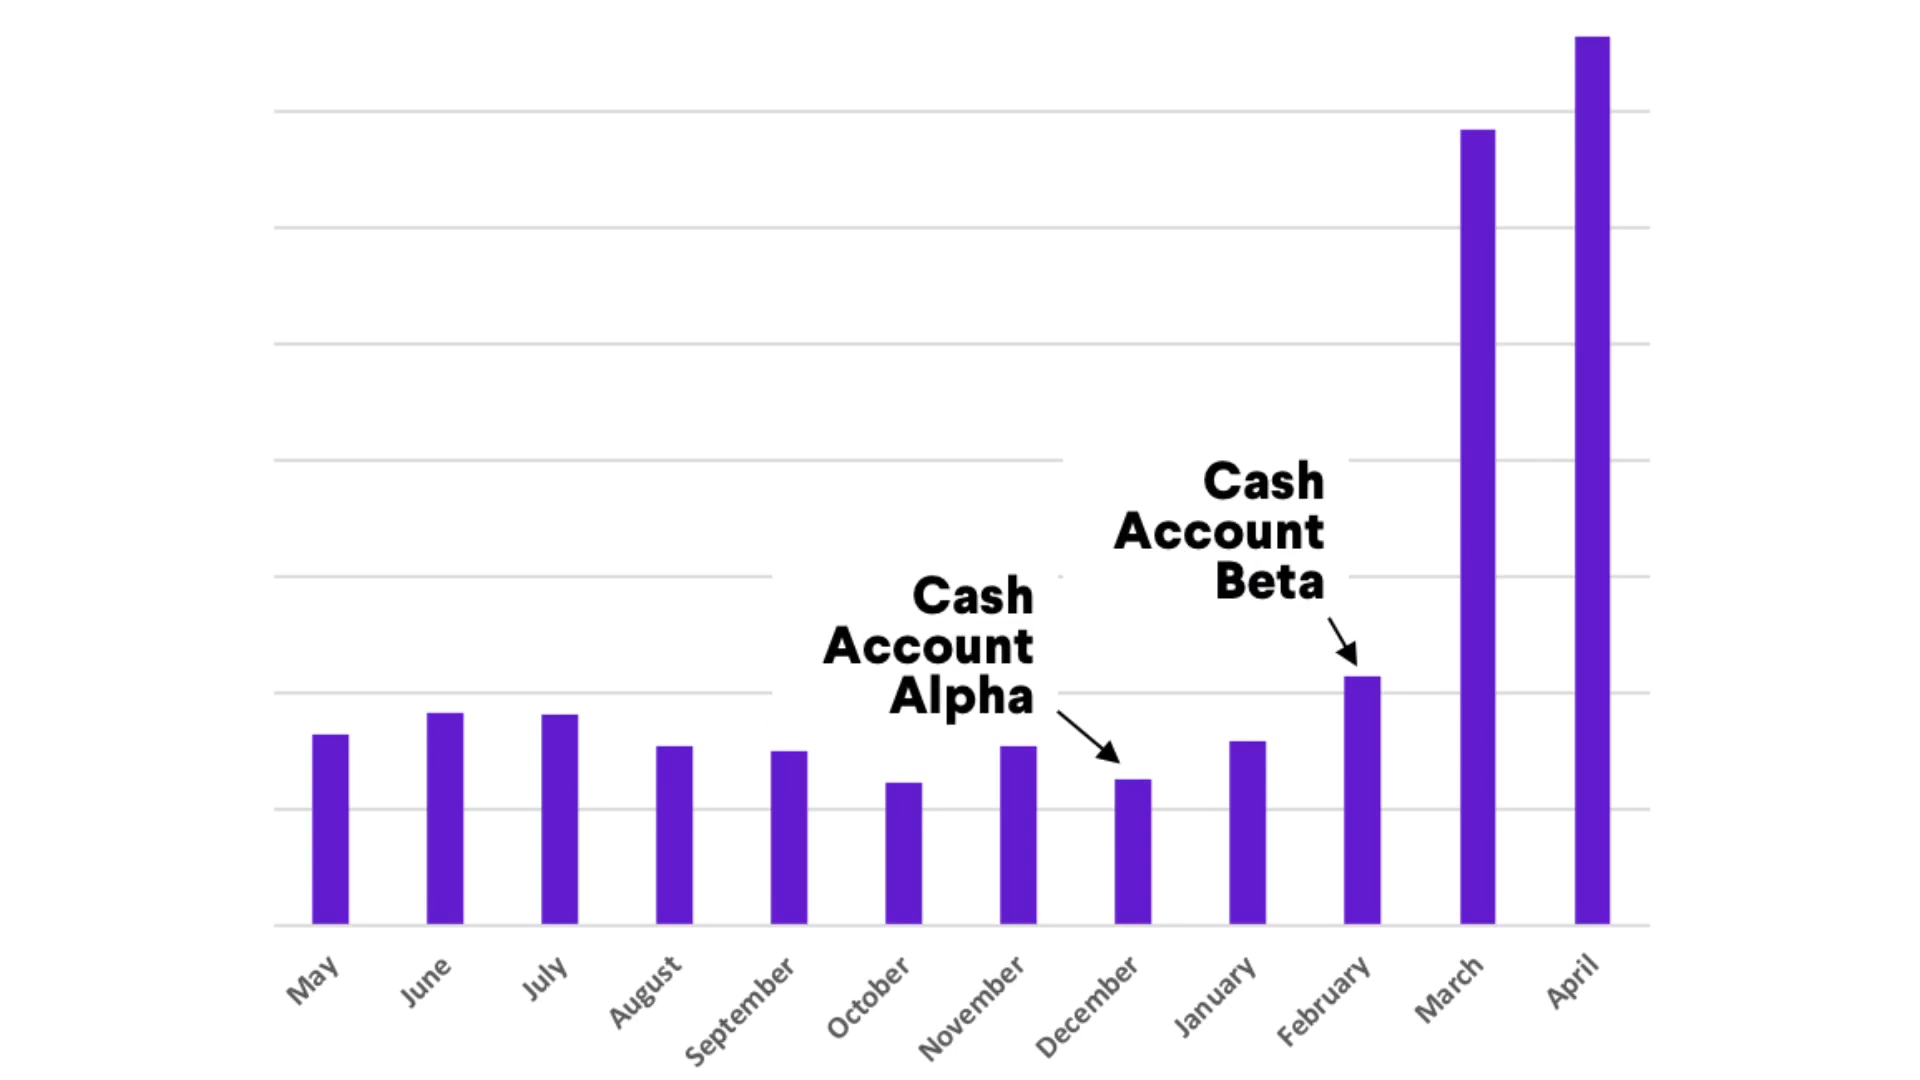 Cash
Account
Beta
Cash
Account
Alpha
May
June
July
August
September
October
November
December
January
February
March
April